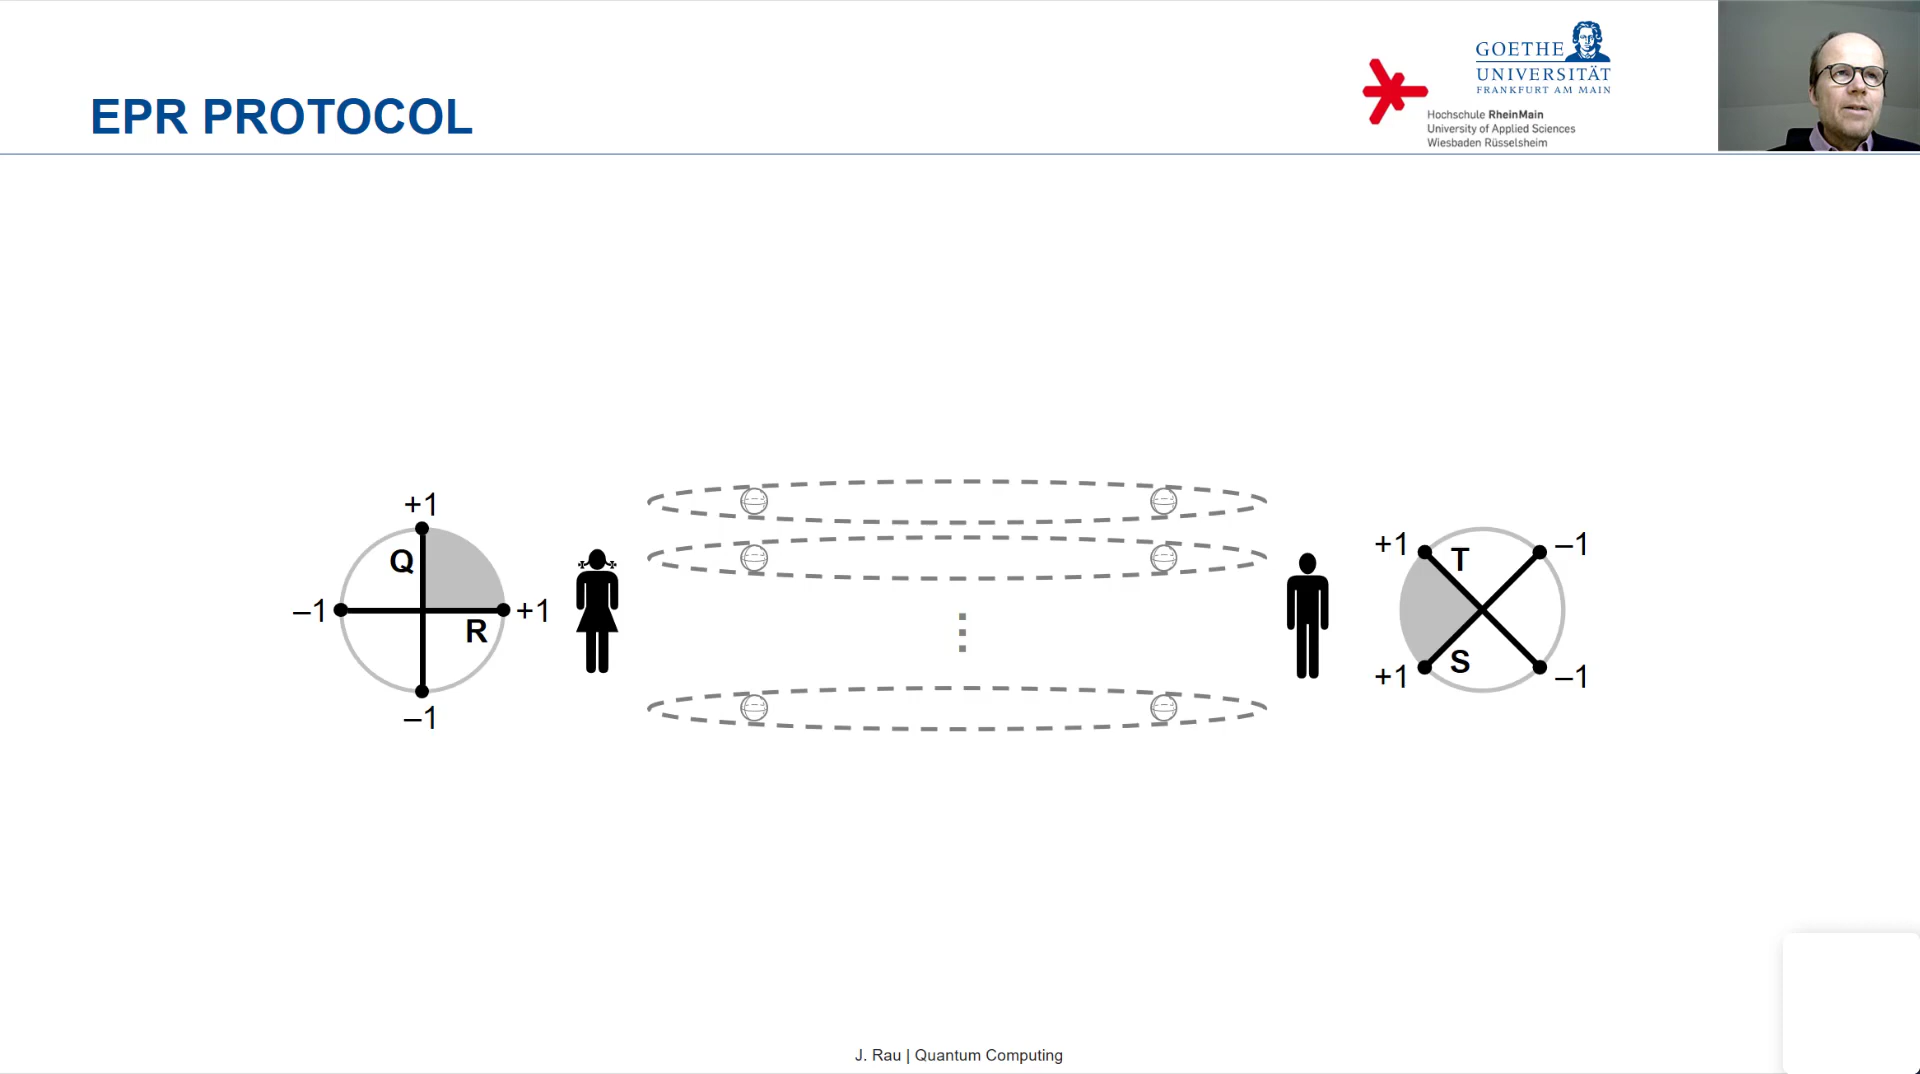 GOETHE
UNIVERSITÄT
FRANKFURT AM MAIN
EPR PROTOCOL
Hochschule RheinMain
University of Applied Sciences
Wiesbaden Rüsselsheim
+1
Q
–1
+1
R
–1
+1
T
–1
+1
S
–1
J. Rau | Quantum Computing